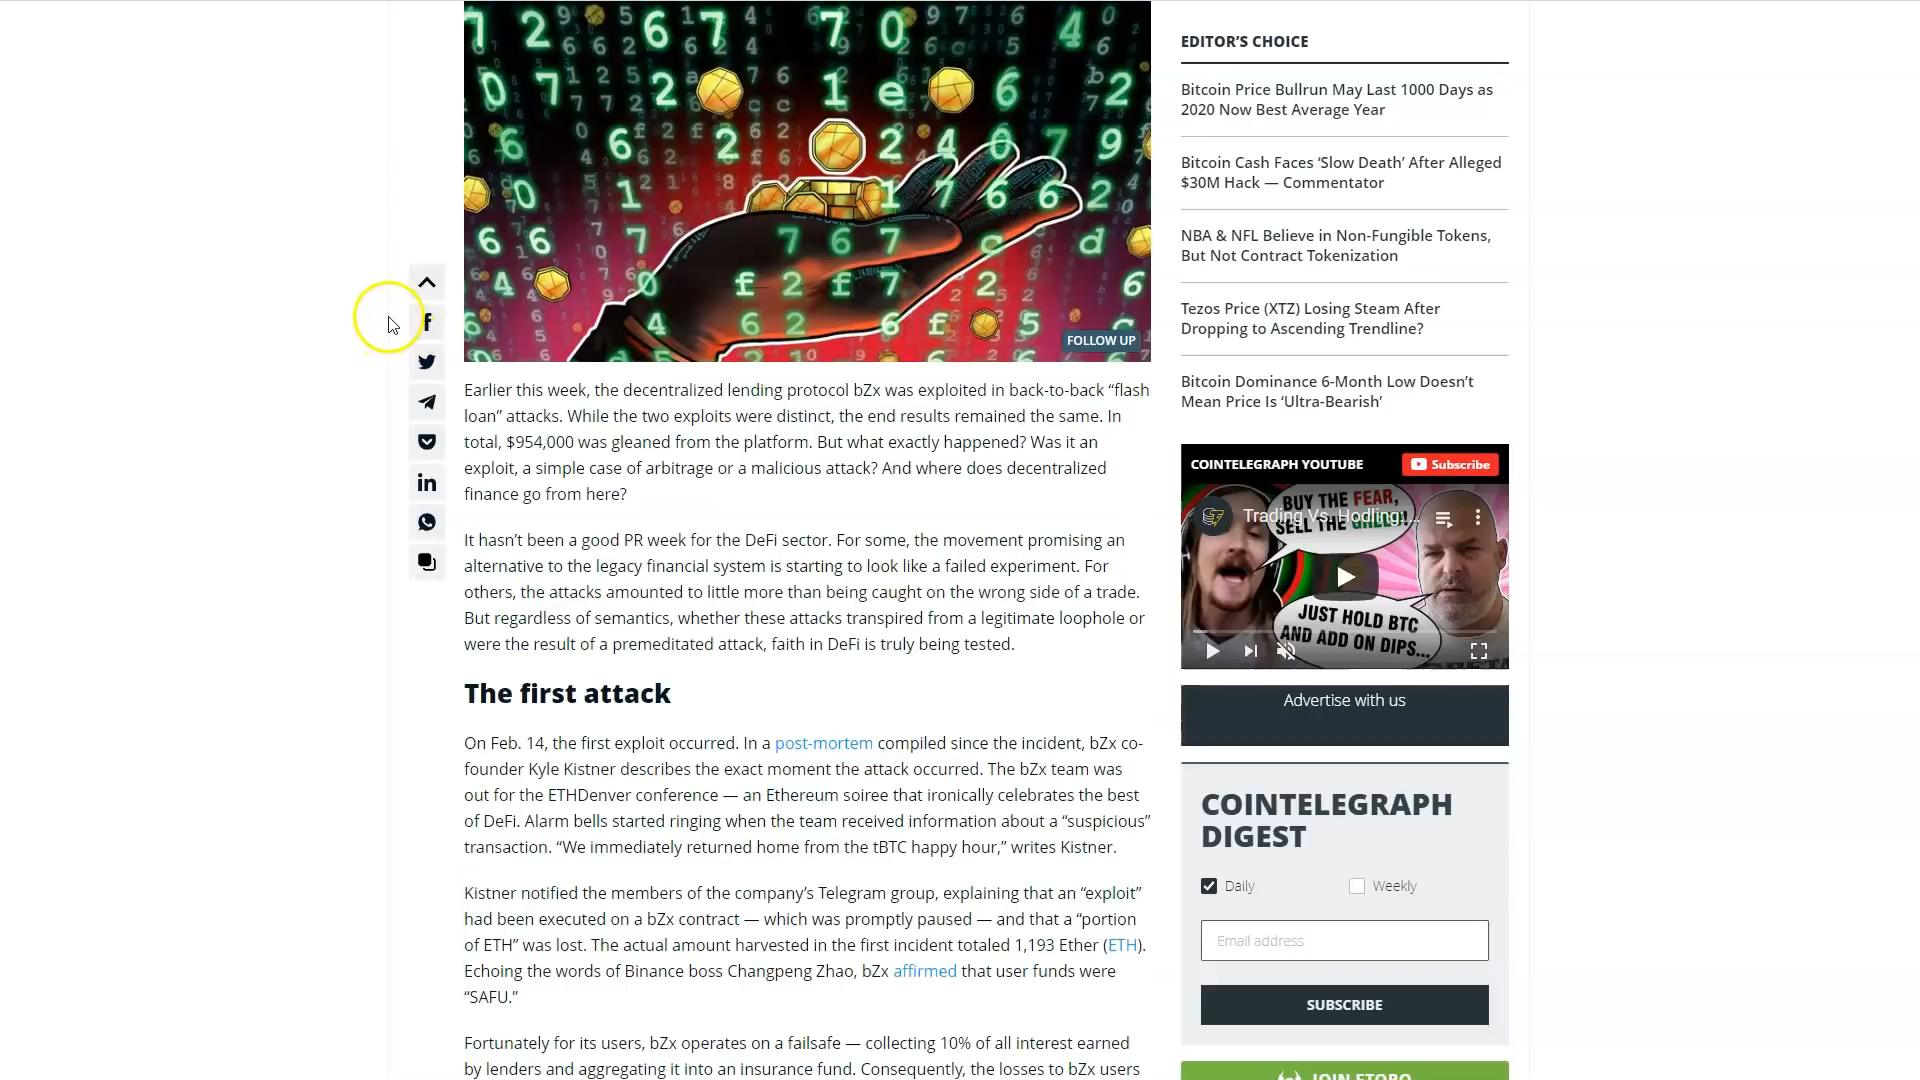 FOLLOW UP
Earlier this week, the decentralized lending protocol bZx was exploited in back-to-back “flash
loan” attacks. While the two exploits were distinct, the end results remained the same. In
total, $954,000 was gleaned from the platform. But what exactly happened? Was it an
exploit, a simple case of arbitrage or a malicious attack? And where does decentralized
finance go from here?
It hasn’t been a good PR week for the DeFi sector. For some, the movement promising an
alternative to the legacy financial system is starting to look like a failed experiment. For
others, the attacks amounted to little more than being caught on the wrong side of a trade.
But regardless of semantics, whether these attacks transpired from a legitimate loophole or
were the result of a premeditated attack, faith in DeFi is truly being tested.
The first attack
On Feb. 14, the first exploit occurred. In a post-mortem compiled since the incident, bZx co-
founder Kyle Kistner describes the exact moment the attack occurred. The bZx team was
out for the ETHDenver conference — an Ethereum soiree that ironically celebrates the best
of DeFi. Alarm bells started ringing when the team received information about a “suspicious”
transaction. “We immediately returned home from the tBTC happy hour,” writes Kistner.
Kistner notified the members of the company’s Telegram group, explaining that an “exploit”
had been executed on a bZx contract — which was promptly paused — and that a “portion
of ETH” was lost. The actual amount harvested in the first incident totaled 1,193 Ether (ETH).
Echoing the words of Binance boss Changpeng Zhao, bZx affirmed that user funds were
“SAFU.”
Fortunately for its users, bZx operates on a failsafe — collecting 10% of all interest earned
by lenders and aggregating it into an insurance fund. Consequently, the losses to bZx users
EDITOR’S CHOICE
Bitcoin Price Bullrun May Last 1000 Days as
2020 Now Best Average Year
Bitcoin Cash Faces ‘Slow Death’ After Alleged
$30M Hack — Commentator
NBA & NFL Believe in Non-Fungible Tokens,
But Not Contract Tokenization
Tezos Price (XTZ) Losing Steam After
Dropping to Ascending Trendline?
Bitcoin Dominance 6-Month Low Doesn’t
Mean Price Is ‘Ultra-Bearish’
COINTELEGRAPH YOUTUBE
Subscribe
BUY THE FEAR,
SELL THE
Trading Vs. Hodling:...
JUST HOLD BTC
AND ADD ON DIPS...
Advertise with us
COINTELEGRAPH
DIGEST
Daily
Weekly
Email address
SUBSCRIBE
JOIN ETORO